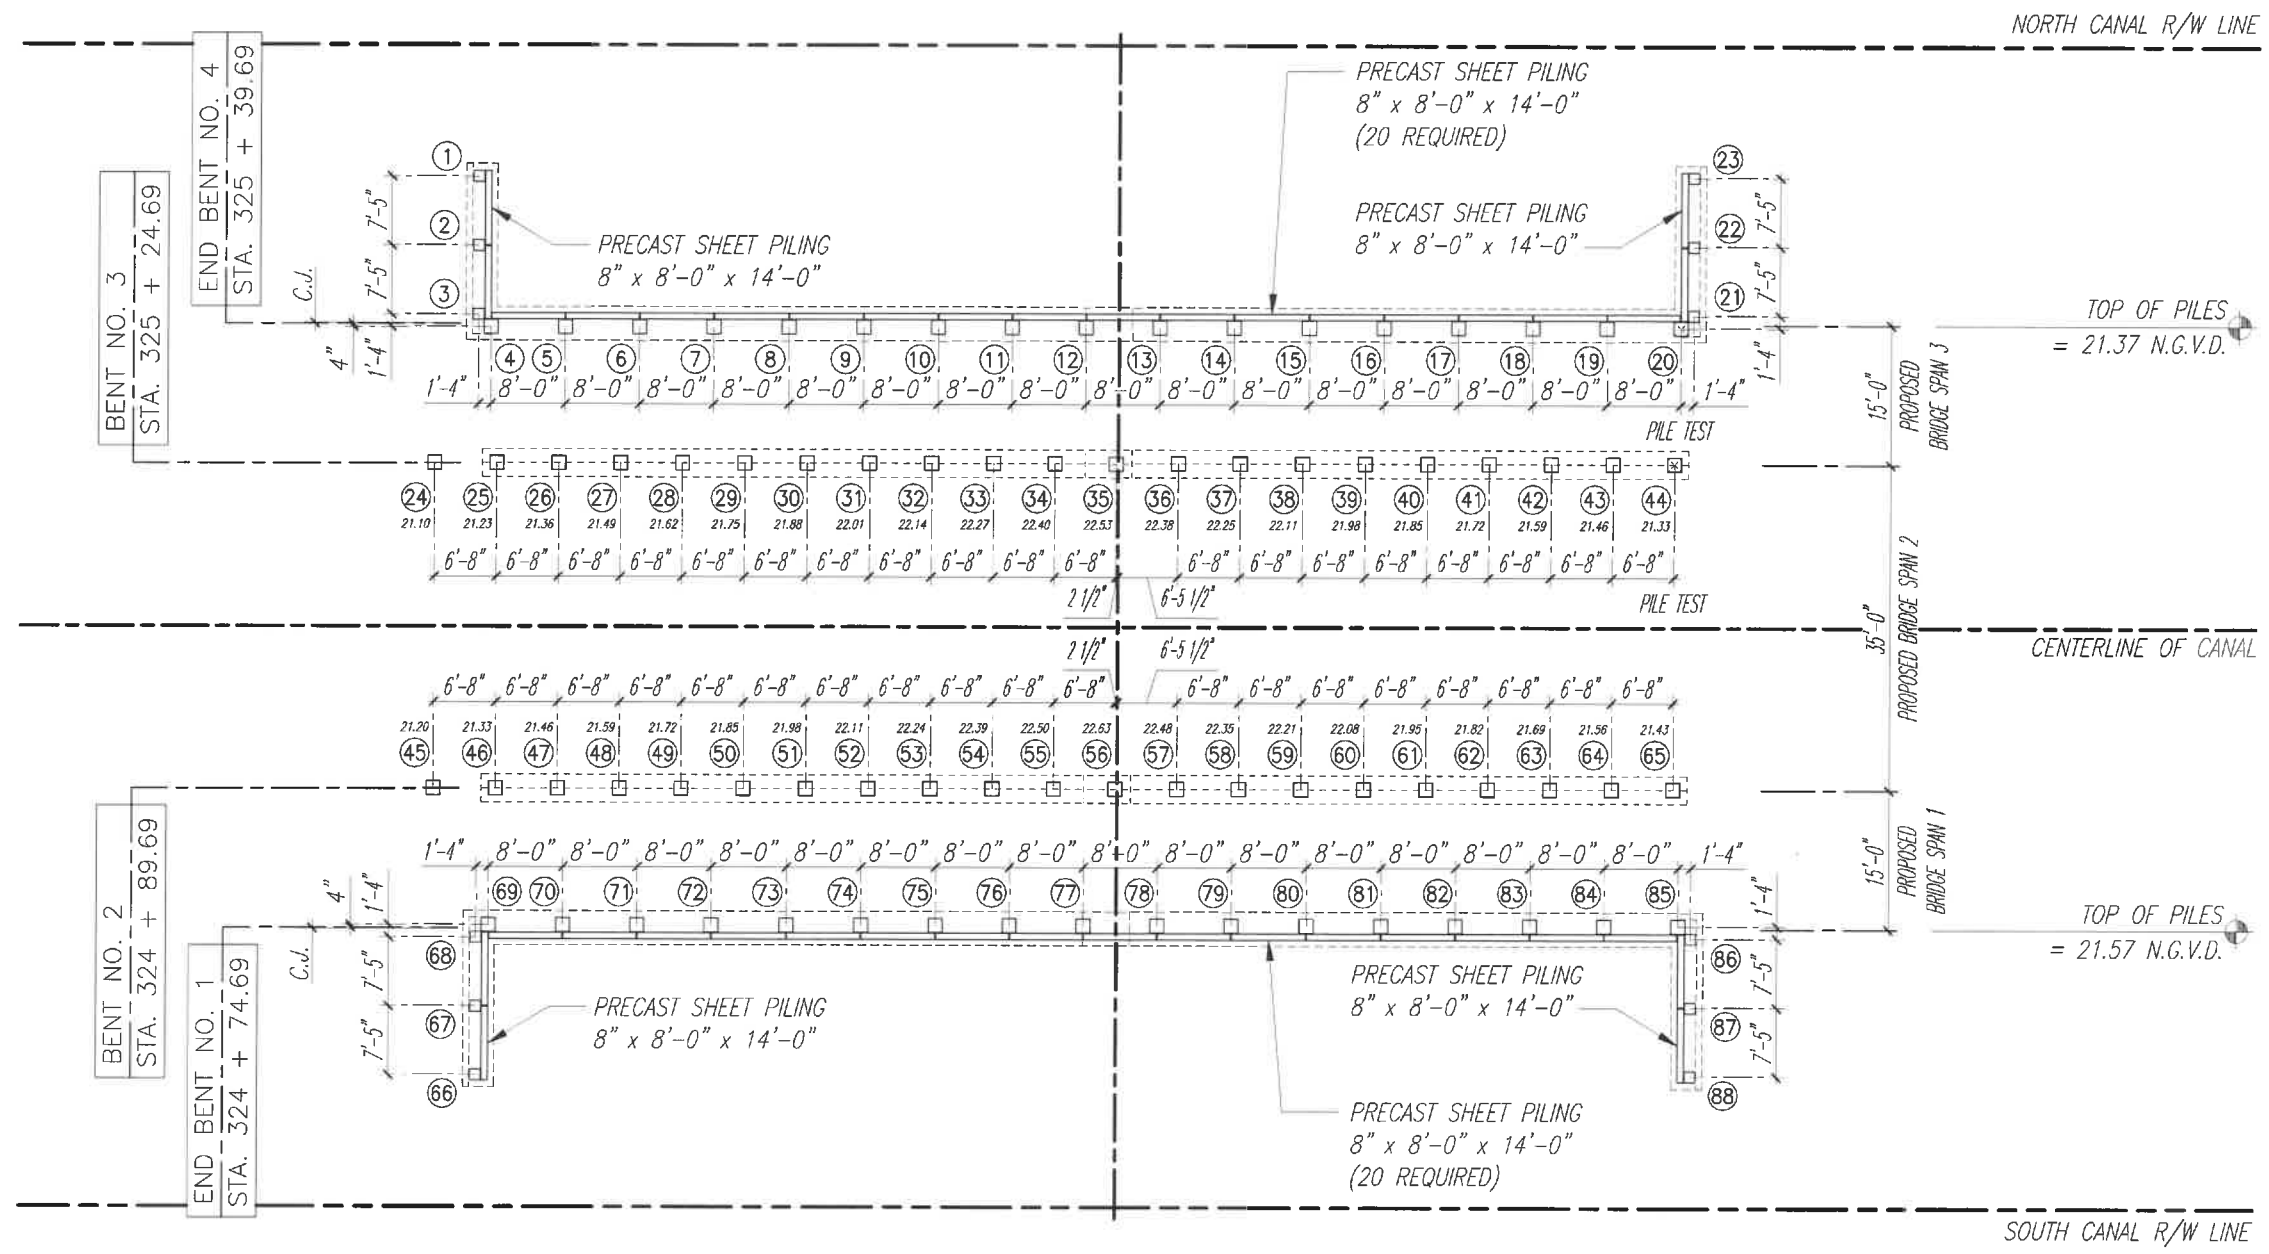 NORTH CANAL R/W LINE
END BENT NO. 4
STA. 325 + 39.69
BENT NO. 3
STA. 325 + 24.69
PRECAST SHEET PILING
8" x 8'-0" x 14'-0"
(20 REQUIRED)
1
2
3
7'-5"
7'-5"
1'-4"
4"
C.J.
PRECAST SHEET PILING
8" x 8'-0" x 14'-0"
PRECAST SHEET PILING
8" x 8'-0" x 14'-0"
23
22
21
7'-5"
7'-5"
1'-4"
TOP OF PILES
= 21.37 N.G.V.D.
4 5 6 7 8 9 10 11 12 13 14 15 16 17 18 19 20
1'-4" 8'-0" 8'-0" 8'-0" 8'-0" 8'-0" 8'-0" 8'-0" 8'-0" 8'-0" 8'-0" 8'-0" 8'-0" 8'-0" 8'-0" 8'-0" 8'-0" 1'-4"
15'-0"
PROPOSED
BRIDGE SPAN 3
PILE TEST
24 25 26 27 28 29 30 31 32 33 34 35 36 37 38 39 40 41 42 43 44
21.10 21.23 21.36 21.49 21.62 21.75 21.88 22.01 22.14 22.27 22.40 22.53 22.38 22.25 22.11 21.98 21.85 21.72 21.59 21.46 21.33
6'-8" 6'-8" 6'-8" 6'-8" 6'-8" 6'-8" 6'-8" 6'-8" 6'-8" 6'-8" 6'-8" 6'-8" 6'-8" 6'-8" 6'-8" 6'-8" 6'-8" 6'-8" 6'-8"
2 1/2" 6'-5 1/2"
PILE TEST
35'-0"
PROPOSED BRIDGE SPAN 2
CENTERLINE OF CANAL
2 1/2" 6'-5 1/2"
6'-8" 6'-8" 6'-8" 6'-8" 6'-8" 6'-8" 6'-8" 6'-8" 6'-8" 6'-8" 6'-8" 6'-8" 6'-8" 6'-8" 6'-8" 6'-8" 6'-8" 6'-8" 6'-8"
21.20 21.33 21.46 21.59 21.72 21.85 21.98 22.11 22.24 22.39 22.50 22.63 22.48 22.35 22.21 22.08 21.95 21.82 21.69 21.56 21.43
45 46 47 48 49 50 51 52 53 54 55 56 57 58 59 60 61 62 63 64 65
BENT NO. 2
STA. 324 + 89.69
END BENT NO. 1
STA. 324 + 74.69
15'-0"
PROPOSED
BRIDGE SPAN 1
1'-4" 8'-0" 8'-0" 8'-0" 8'-0" 8'-0" 8'-0" 8'-0" 8'-0" 8'-0" 8'-0" 8'-0" 8'-0" 8'-0" 8'-0" 8'-0" 8'-0" 1'-4"
69 70 71 72 73 74 75 76 77 78 79 80 81 82 83 84 85
C.J.
4"
1'-4"
7'-5"
7'-5"
68
67
66
1'-4"
7'-5"
7'-5"
86
87
88
TOP OF PILES
= 21.57 N.G.V.D.
PRECAST SHEET PILING
8" x 8'-0" x 14'-0"
PRECAST SHEET PILING
8" x 8'-0" x 14'-0"
PRECAST SHEET PILING
8" x 8'-0" x 14'-0"
(20 REQUIRED)
SOUTH CANAL R/W LINE